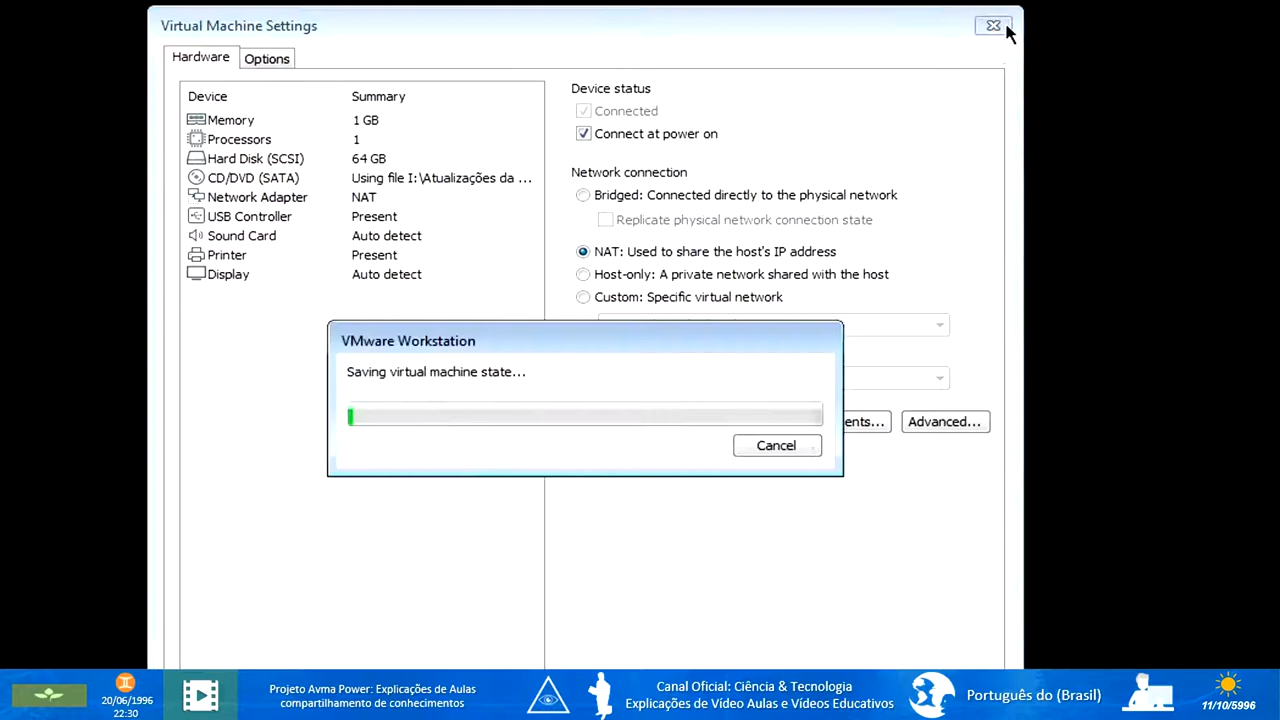 Virtual Machine Settings
Hardware
Options
Device Summary
Memory 1 GB
Processors 1
Hard Disk (SCSI) 64 GB
CD/DVD (SATA) Using file I:\Atualizações da ...
Network Adapter NAT
USB Controller Present
Sound Card Auto detect
Printer Present
Display Auto detect
Device status
Connected
Connect at power on
Network connection
Bridged: Connected directly to the physical network
Replicate physical network connection state
NAT: Used to share the host's IP address
Host-only: A private network shared with the host
Custom: Specific virtual network
ents...
Advanced...
VMware Workstation
Saving virtual machine state...
Cancel
20/06/1996
22:30
Projeto Avma Power: Explicações de Aulas
compartilhamento de conhecimentos
Canal Oficial: Ciência & Tecnologia
Explicações de Vídeo Aulas e Vídeos Educativos
Português do (Brasil)
11/10/5996